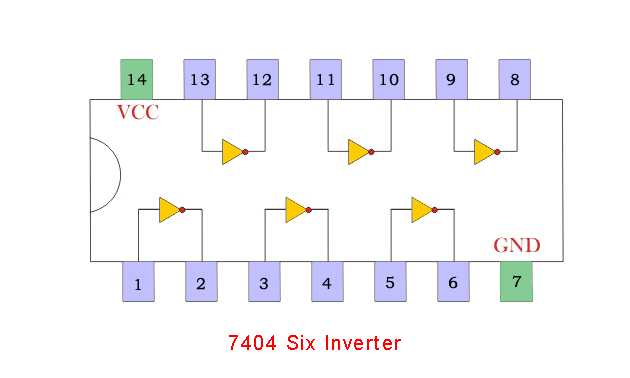 14 13 12 11 10 9 8
VCC
GND
1 2 3 4 5 6 7
7404 Six Inverter